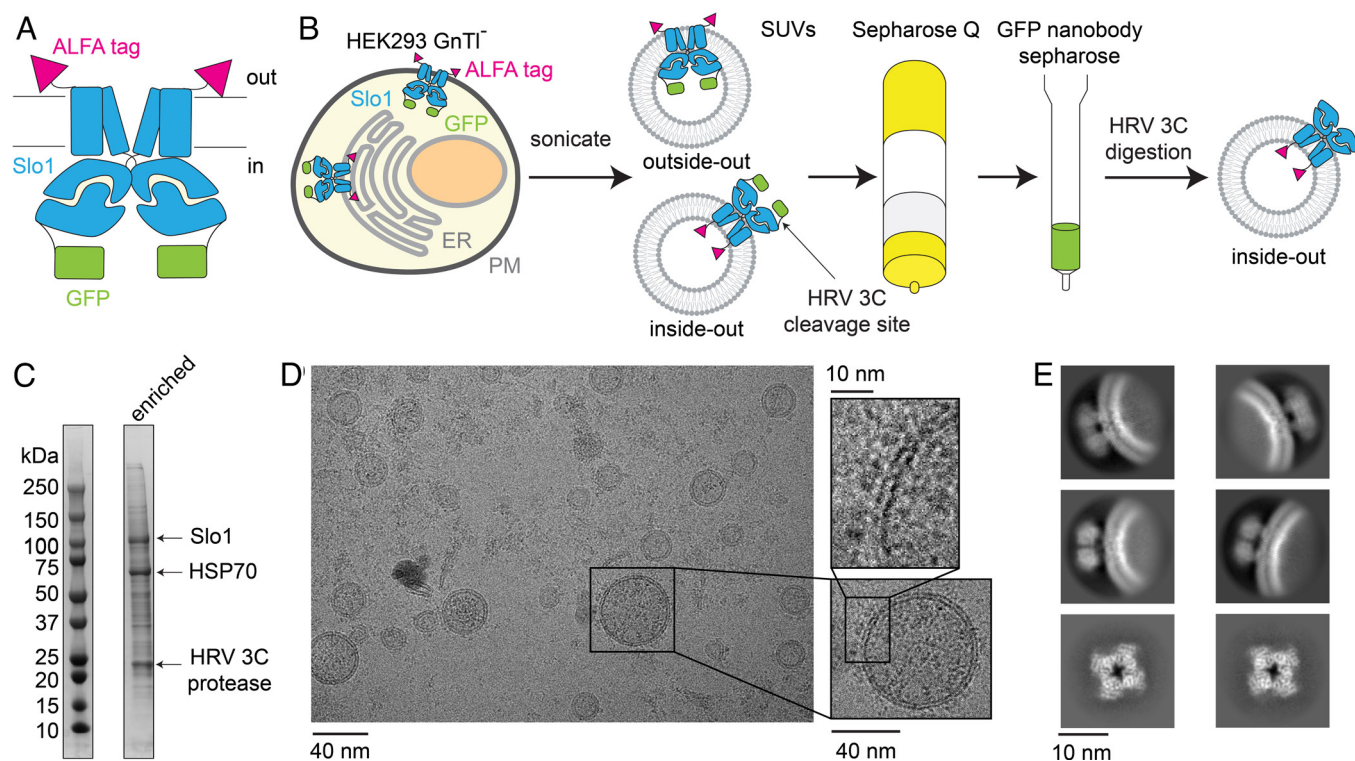 A
ALFA tag
out
Slo1
in
GFP
B
HEK293 GnTI⁻
ALFA tag
Slo1
GFP
ER
PM
sonicate
SUVs
outside-out
inside-out
HRV 3C
cleavage site
Sepharose Q
GFP nanobody
sepharose
HRV 3C
digestion
inside-out
C
enriched
kDa
250
150
100
75
50
37
25
20
15
10
Slo1
HSP70
HRV 3C
protease
D
40 nm
10 nm
40 nm
E
10 nm